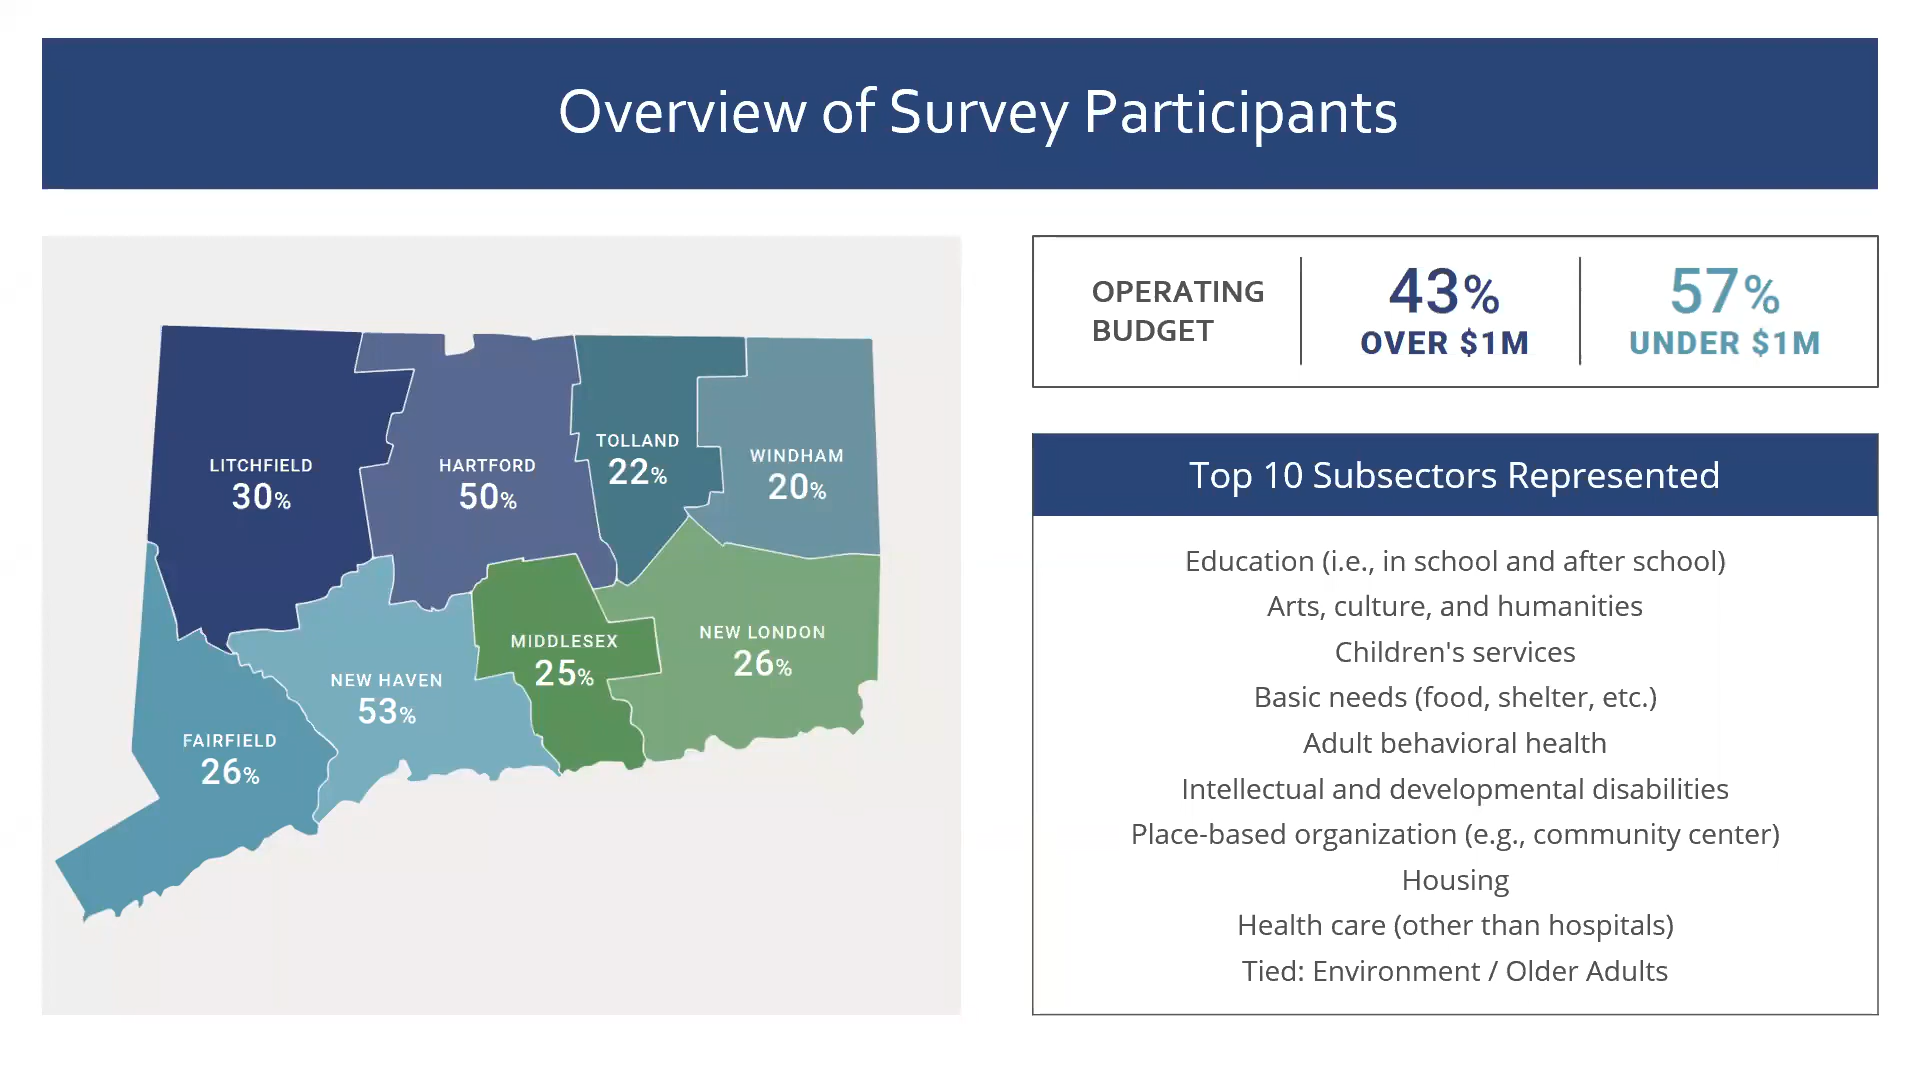 Overview of Survey Participants
LITCHFIELD
30%
HARTFORD
50%
TOLLAND
22%
WINDHAM
20%
FAIRFIELD
26%
NEW HAVEN
53%
MIDDLESEX
25%
NEW LONDON
26%
OPERATING
BUDGET
43%
OVER $1M
57%
UNDER $1M
Top 10 Subsectors Represented
Education (i.e., in school and after school)
Arts, culture, and humanities
Children's services
Basic needs (food, shelter, etc.)
Adult behavioral health
Intellectual and developmental disabilities
Place-based organization (e.g., community center)
Housing
Health care (other than hospitals)
Tied: Environment / Older Adults